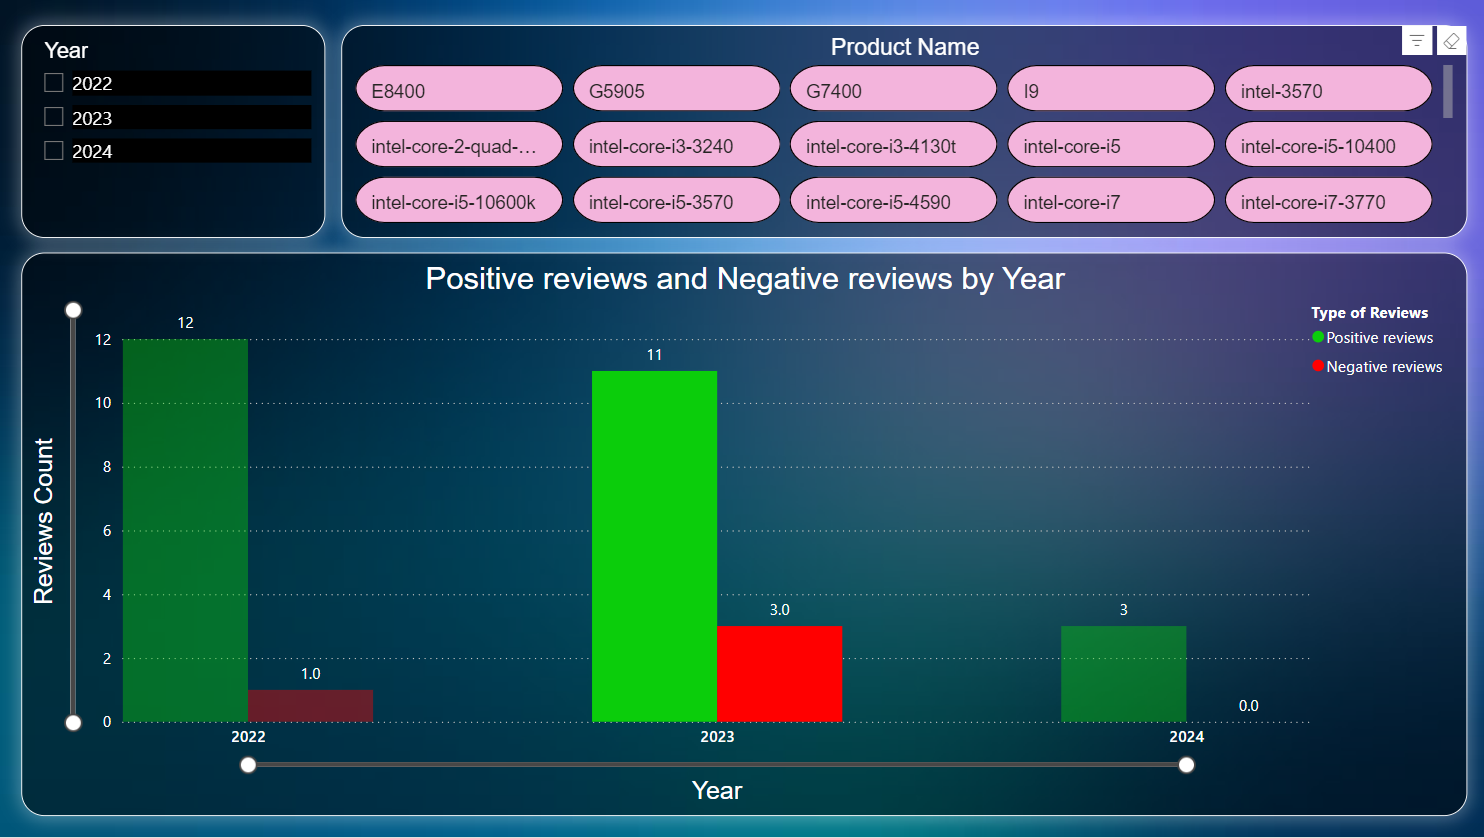 Year
2022
2023
2024
Product Name
E8400
G5905
G7400
I9
intel-3570
intel-core-2-quad-…
intel-core-i3-3240
intel-core-i3-4130t
intel-core-i5
intel-core-i5-10400
intel-core-i5-10600k
intel-core-i5-3570
intel-core-i5-4590
intel-core-i7
intel-core-i7-3770
Positive reviews and Negative reviews by Year
Type of Reviews
Positive reviews
Negative reviews
Reviews Count
12
10
8
6
4
2
0
12
1.0
11
3.0
3
0.0
2022
2023
2024
Year